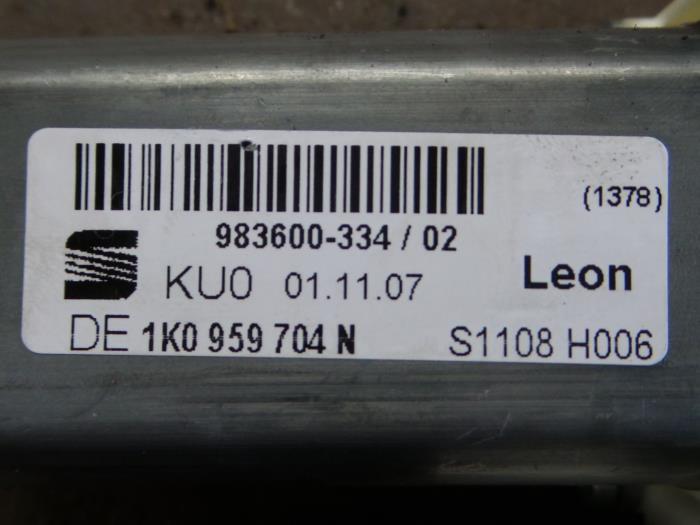 (1378)
983600-334 / 02
KU0 01.11.07 Leon
DE 1K0 959 704 N S1108 H006